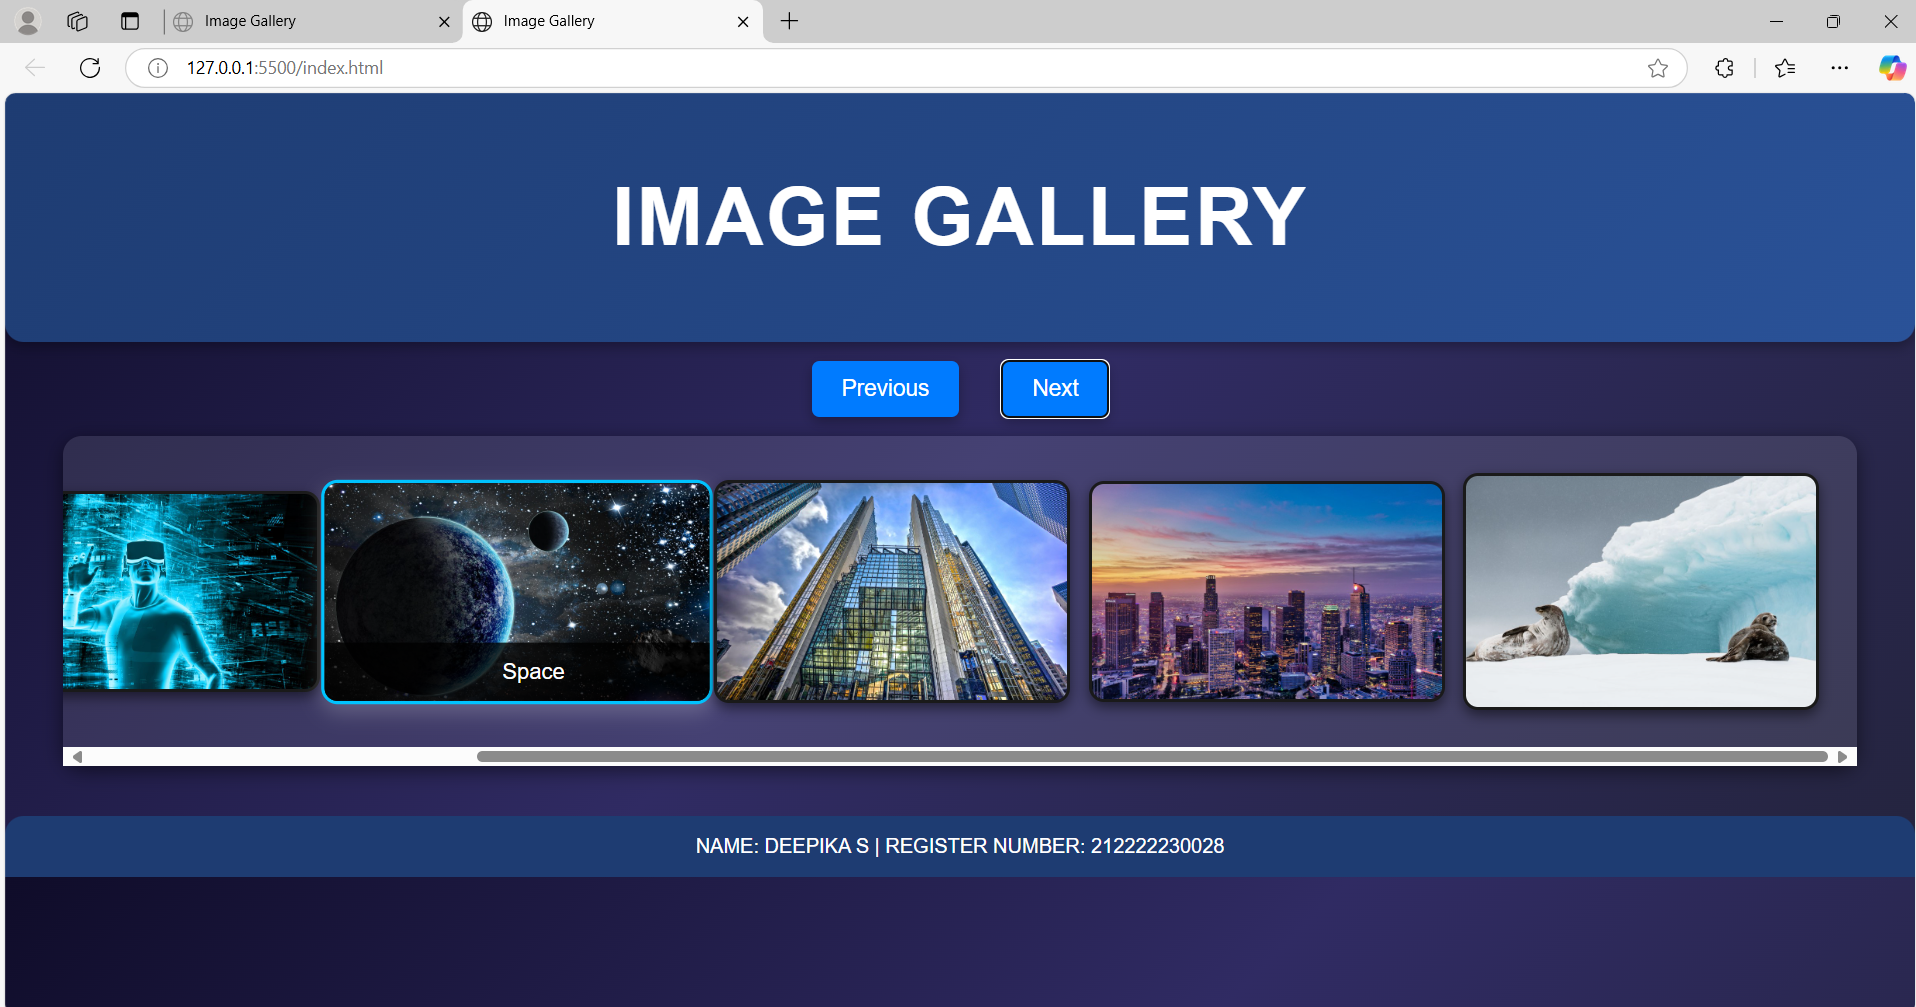 Image Gallery
Image Gallery
127.0.0.1:5500/index.html
IMAGE GALLERY
Previous
Next
Space
NAME: DEEPIKA S | REGISTER NUMBER: 212222230028